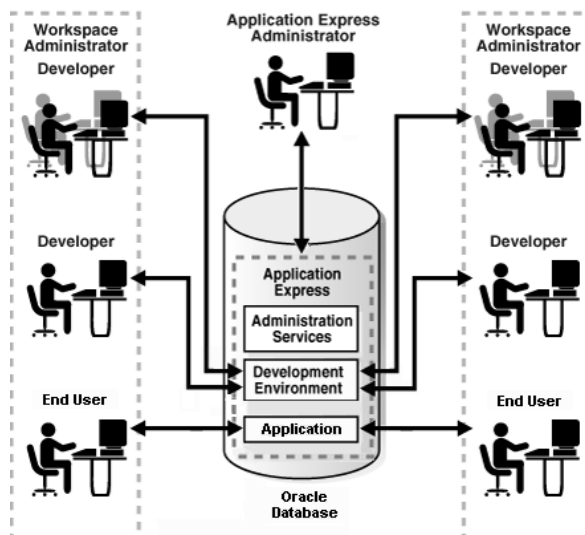 Workspace
Administrator
Developer
Developer
End User
Application Express
Administrator
Application
Express
Administration
Services
Development
Environment
Application
Oracle
Database
Workspace
Administrator
Developer
Developer
End User